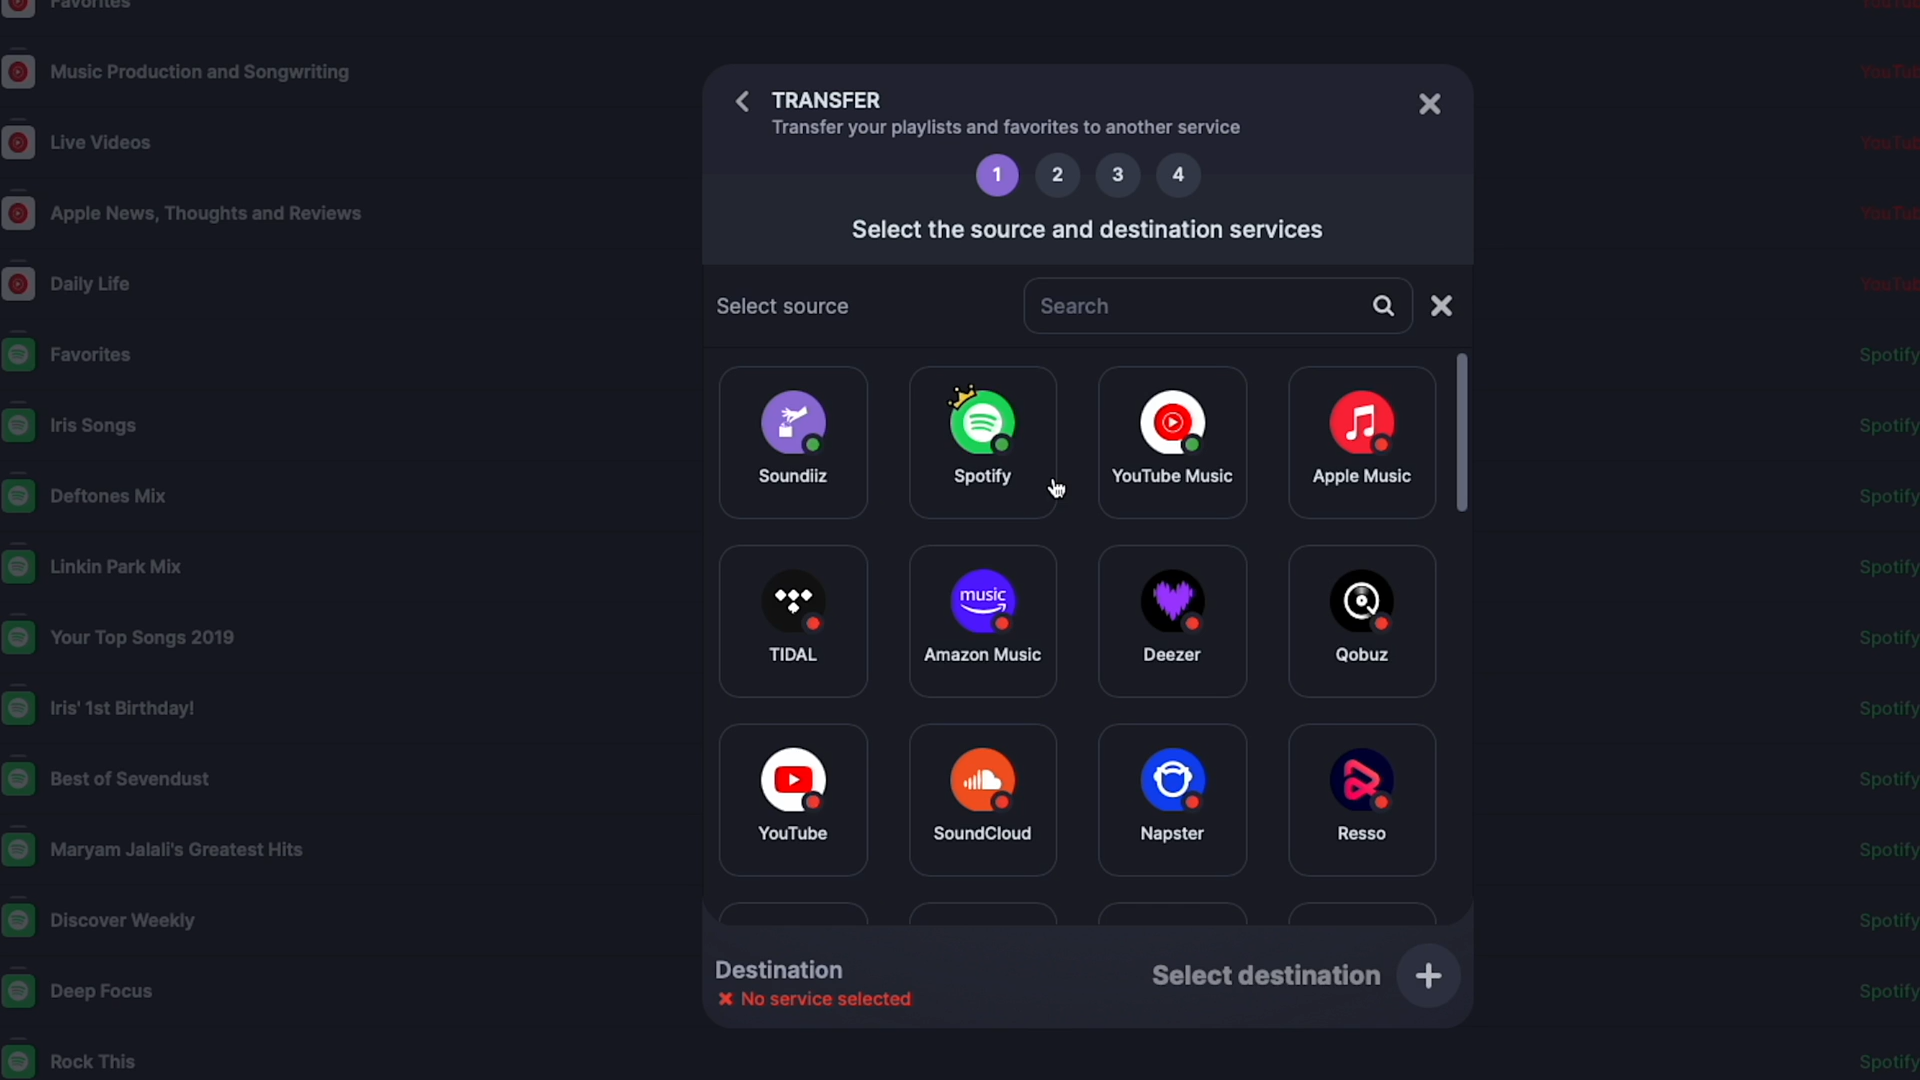 Favorites
Music Production and Songwriting
Live Videos
Apple News, Thoughts and Reviews
Daily Life
Favorites
Iris Songs
Deftones Mix
Linkin Park Mix
Your Top Songs 2019
Iris' 1st Birthday!
Best of Sevendust
Maryam Jalali's Greatest Hits
Discover Weekly
Deep Focus
Rock This
TRANSFER
Transfer your playlists and favorites to another service
1 2 3 4
Select the source and destination services
Select source
Search
Soundiiz
Spotify
YouTube Music
Apple Music
TIDAL
music
Amazon Music
Deezer
Qobuz
YouTube
SoundCloud
Napster
Resso
Destination
No service selected
Select destination
YouTub
YouTub
YouTub
YouTub
Spotify
Spotify
Spotify
Spotify
Spotify
Spotify
Spotify
Spotify
Spotify
Spotify
Spotify